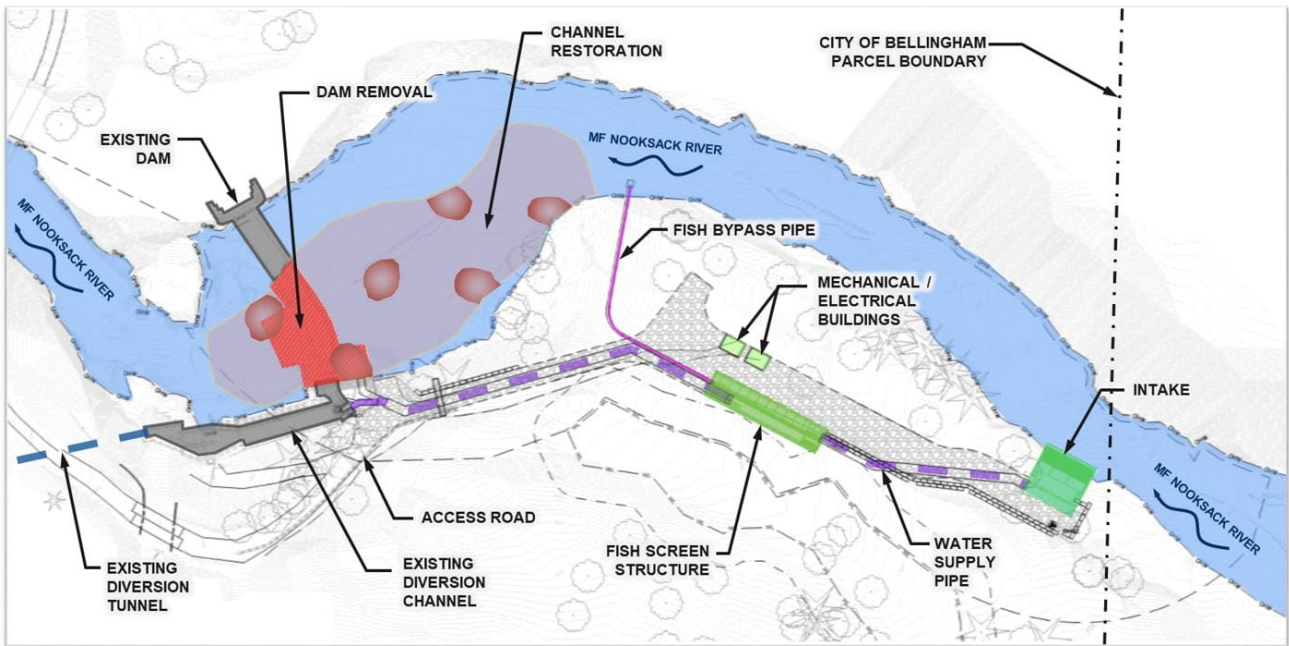 CHANNEL
RESTORATION
CITY OF BELLINGHAM
PARCEL BOUNDARY
DAM REMOVAL
EXISTING
DAM
MF NOOKSACK RIVER
MF NOOKSACK RIVER
FISH BYPASS PIPE
MECHANICAL /
ELECTRICAL
BUILDINGS
INTAKE
MF NOOKSACK RIVER
ACCESS ROAD
EXISTING
DIVERSION
TUNNEL
EXISTING
DIVERSION
CHANNEL
FISH SCREEN
STRUCTURE
WATER
SUPPLY
PIPE